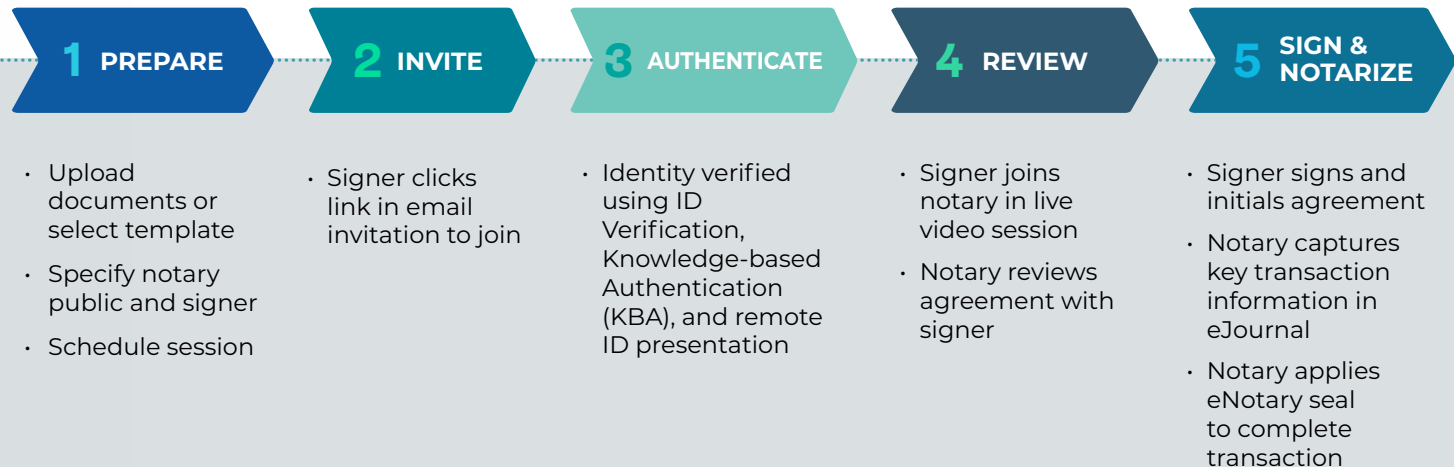 1 PREPARE
2 INVITE
3 AUTHENTICATE
4 REVIEW
5 SIGN &
NOTARIZE
• Upload
documents or
select template
• Specify notary
public and signer
• Schedule session
• Signer clicks
link in email
invitation to join
• Identity verified
using ID
Verification,
Knowledge-based
Authentication
(KBA), and remote
ID presentation
• Signer joins
notary in live
video session
• Notary reviews
agreement with
signer
• Signer signs and
initials agreement
• Notary captures
key transaction
information in
eJournal
• Notary applies
eNotary seal
to complete
transaction